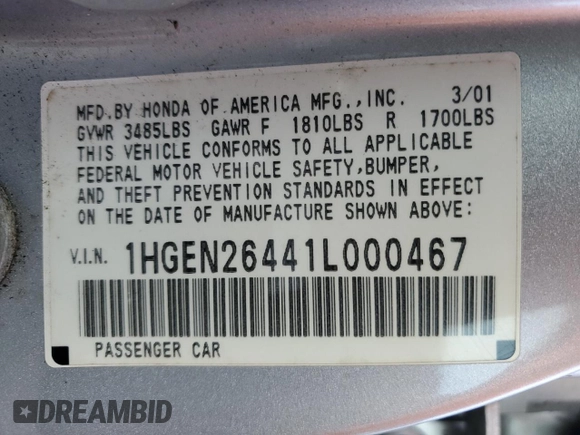 MFD.BY HONDA OF AMERICA MFG.,INC. 3/01
GVWR 3485LBS GAWR F 1810LBS R 1700LBS
THIS VEHICLE CONFORMS TO ALL APPLICABLE
FEDERAL MOTOR VEHICLE SAFETY,BUMPER,
AND THEFT PREVENTION STANDARDS IN EFFECT
ON THE DATE OF MANUFACTURE SHOWN ABOVE:
V.I.N. 1HGEN26441L000467
PASSENGER CAR
DREAMBID